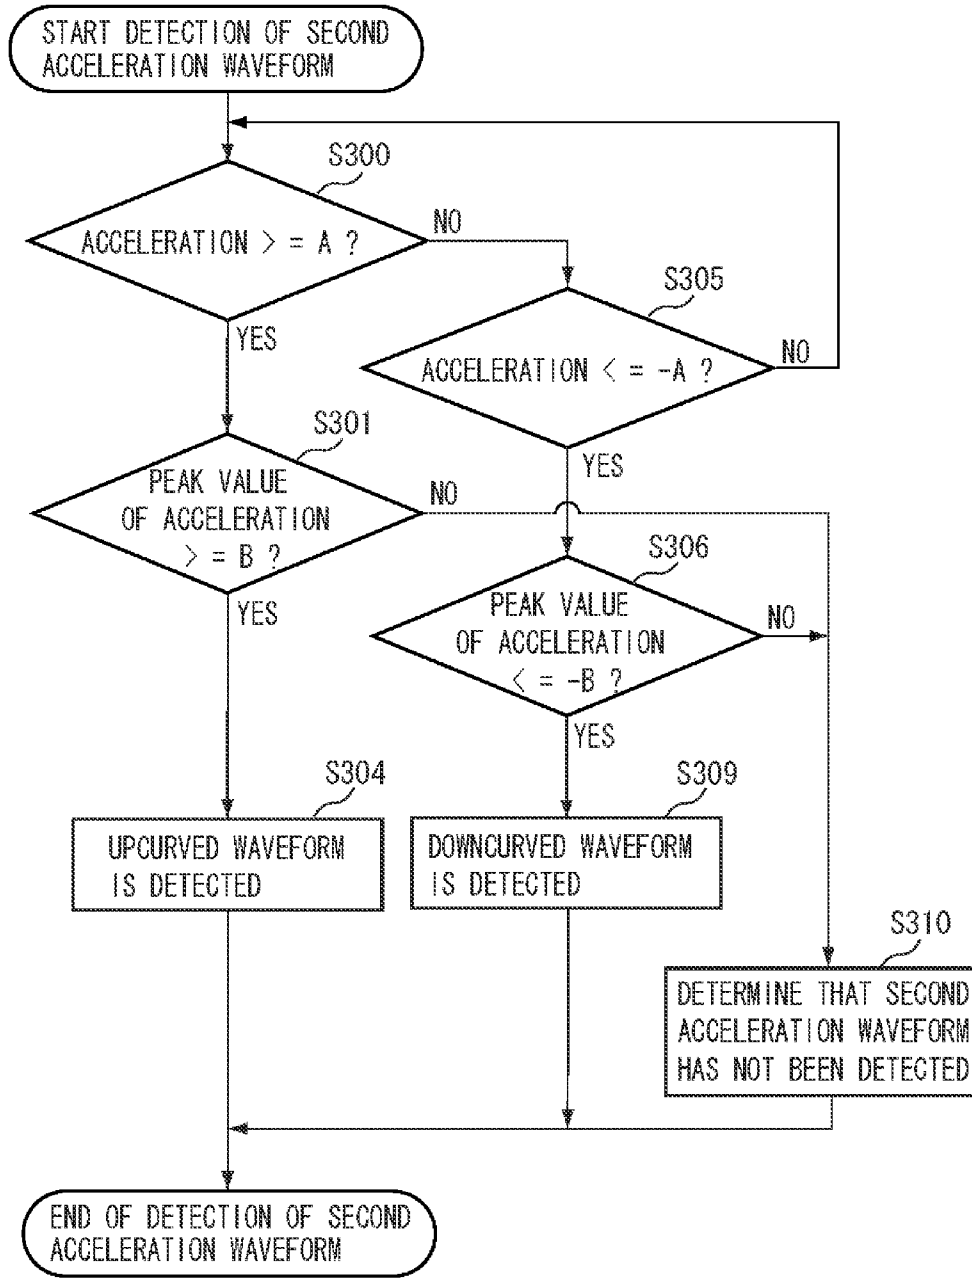 START DETECTION OF SECOND
ACCELERATION WAVEFORM
S300
ACCELERATION > = A ?
NO
YES
S305
ACCELERATION < = -A ?
NO
YES
S301
PEAK VALUE
OF ACCELERATION
> = B ?
NO
YES
S306
PEAK VALUE
OF ACCELERATION
< = -B ?
NO
YES
S304
UPCURVED WAVEFORM
IS DETECTED
S309
DOWNCURVED WAVEFORM
IS DETECTED
S310
DETERMINE THAT SECOND
ACCELERATION WAVEFORM
HAS NOT BEEN DETECTED
END OF DETECTION OF SECOND
ACCELERATION WAVEFORM